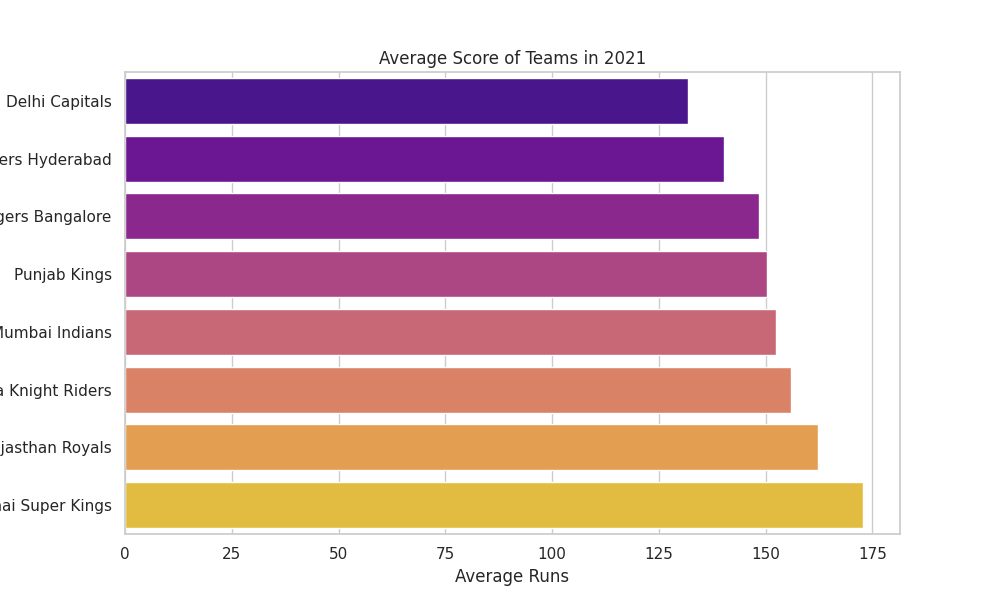 Average Score of Teams in 2021
Delhi Capitals
ers Hyderabad
gers Bangalore
Punjab Kings
Mumbai Indians
a Knight Riders
jasthan Royals
nai Super Kings
0 25 50 75 100 125 150 175
Average Runs